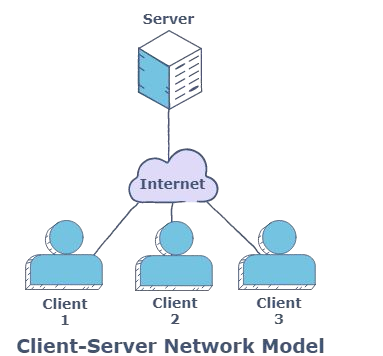 Server
Internet
Client Client Client
1 2 3
Client-Server Network Model